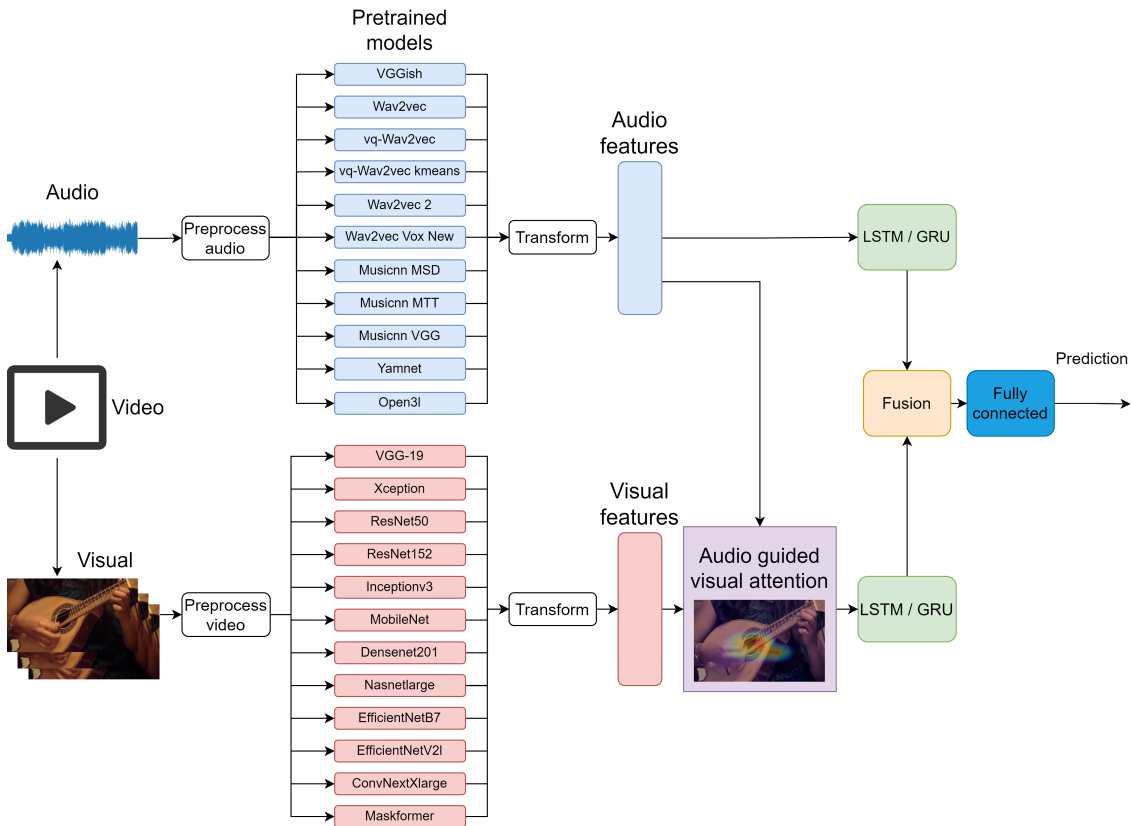 Pretrained
models
VGGish
Wav2vec
vq-Wav2vec
vq-Wav2vec kmeans
Wav2vec 2
Wav2vec Vox New
Musicnn MSD
Musicnn MTT
Musicnn VGG
Yamnet
Open3l
Audio
Preprocess
audio
Transform
Audio
features
LSTM / GRU
Video
Fusion
Fully
connected
Prediction
Visual
Preprocess
video
VGG-19
Xception
ResNet50
ResNet152
Inceptionv3
MobileNet
Densenet201
Nasnetlarge
EfficientNetB7
EfficientNetV2l
ConvNextXlarge
Maskformer
Transform
Visual
features
Audio guided
visual attention
LSTM / GRU